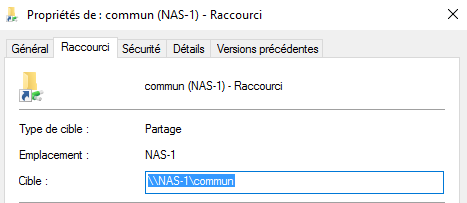 Propriétés de : commun (NAS-1) - Raccourci
Général Raccourci Sécurité Détails Versions précédentes
commun (NAS-1) - Raccourci
Type de cible : Partage
Emplacement : NAS-1
Cible : \\NAS-1\commun